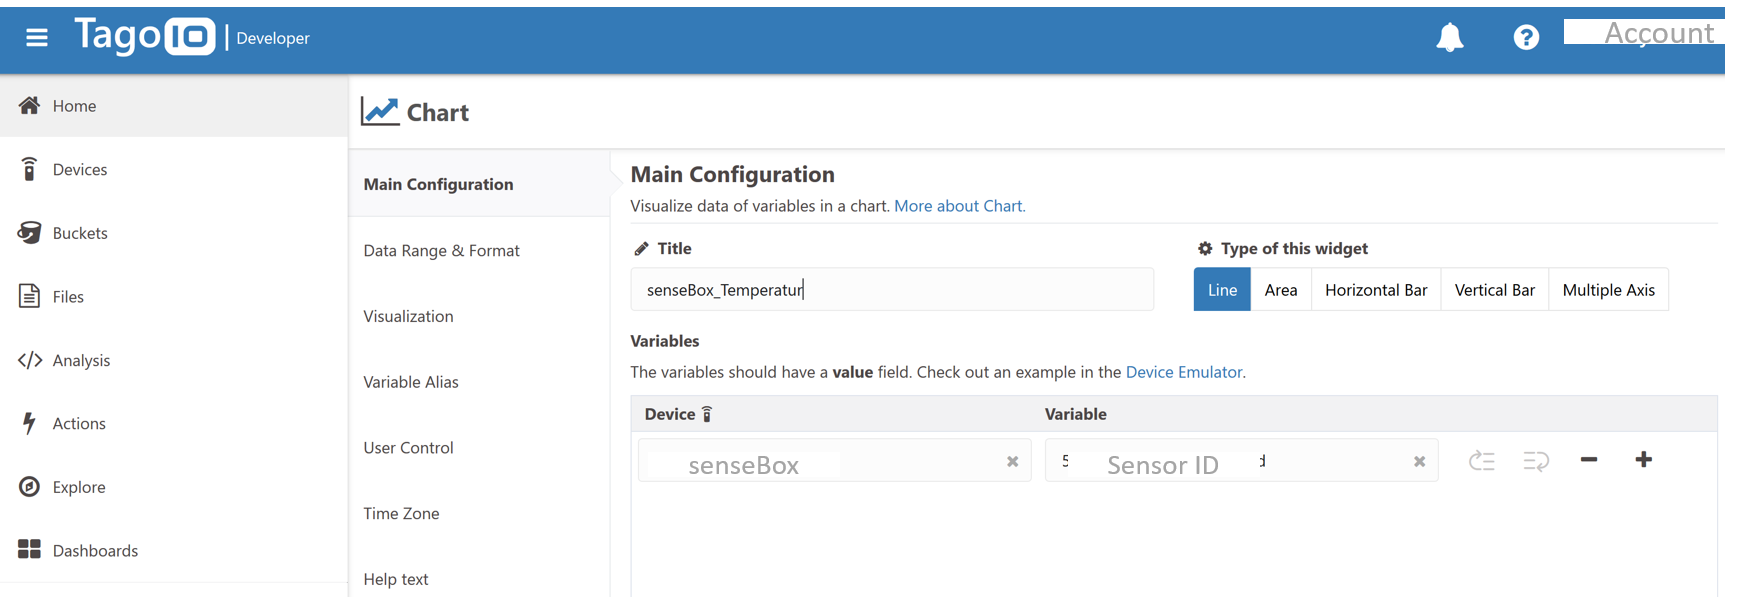 TagoIO | Developer
Account
Home
Devices
Buckets
Files
Analysis
Actions
Explore
Dashboards
Chart
Main Configuration
Data Range & Format
Visualization
Variable Alias
User Control
Time Zone
Help text
Main Configuration
Visualize data of variables in a chart. More about Chart.
Title
senseBox_Temperatur
Type of this widget
Line Area Horizontal Bar Vertical Bar Multiple Axis
Variables
The variables should have a value field. Check out an example in the Device Emulator.
Device Variable
senseBox 5 Sensor ID d